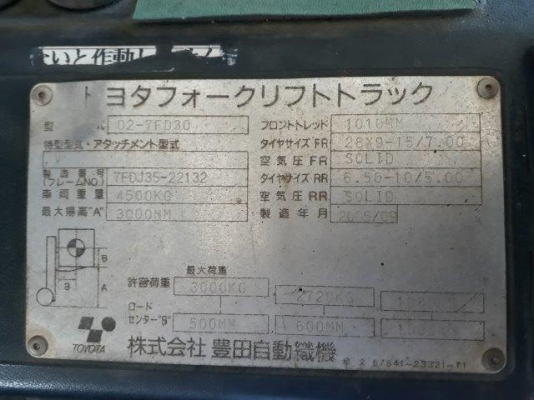 ないと作動し
トヨタフォークリフトトラック
型 式 02-7FD30 フロントトレッド 1010MM
特型型式・アタッチメント型式 タイヤサイズFR 28X9-15/7.00
空気圧FR SOLID
製造番号 (フレームNO.) 7FDJ35-22132 タイヤサイズRR 6.50-10/5.00
車両重量 4500KG 空気圧RR SOLID
最大揚高"A" 3000MM 製造年月
B
B A
最大荷重
許容荷重 3000KG 2720KG
ロード
センター"B" 500MM 600MM
TOYOTA 株式会社 豊田自動織機